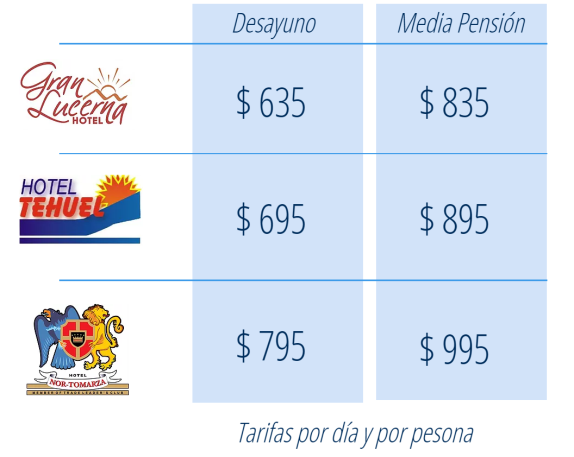 Desayuno Media Pensión
Gran
Lucerna
HOTEL
$ 635 $ 835
HOTEL
TEHUEL
$ 695 $ 895
HOTEL
NOR-TOMARZA
$ 795 $ 995
Tarifas por día y por pesona